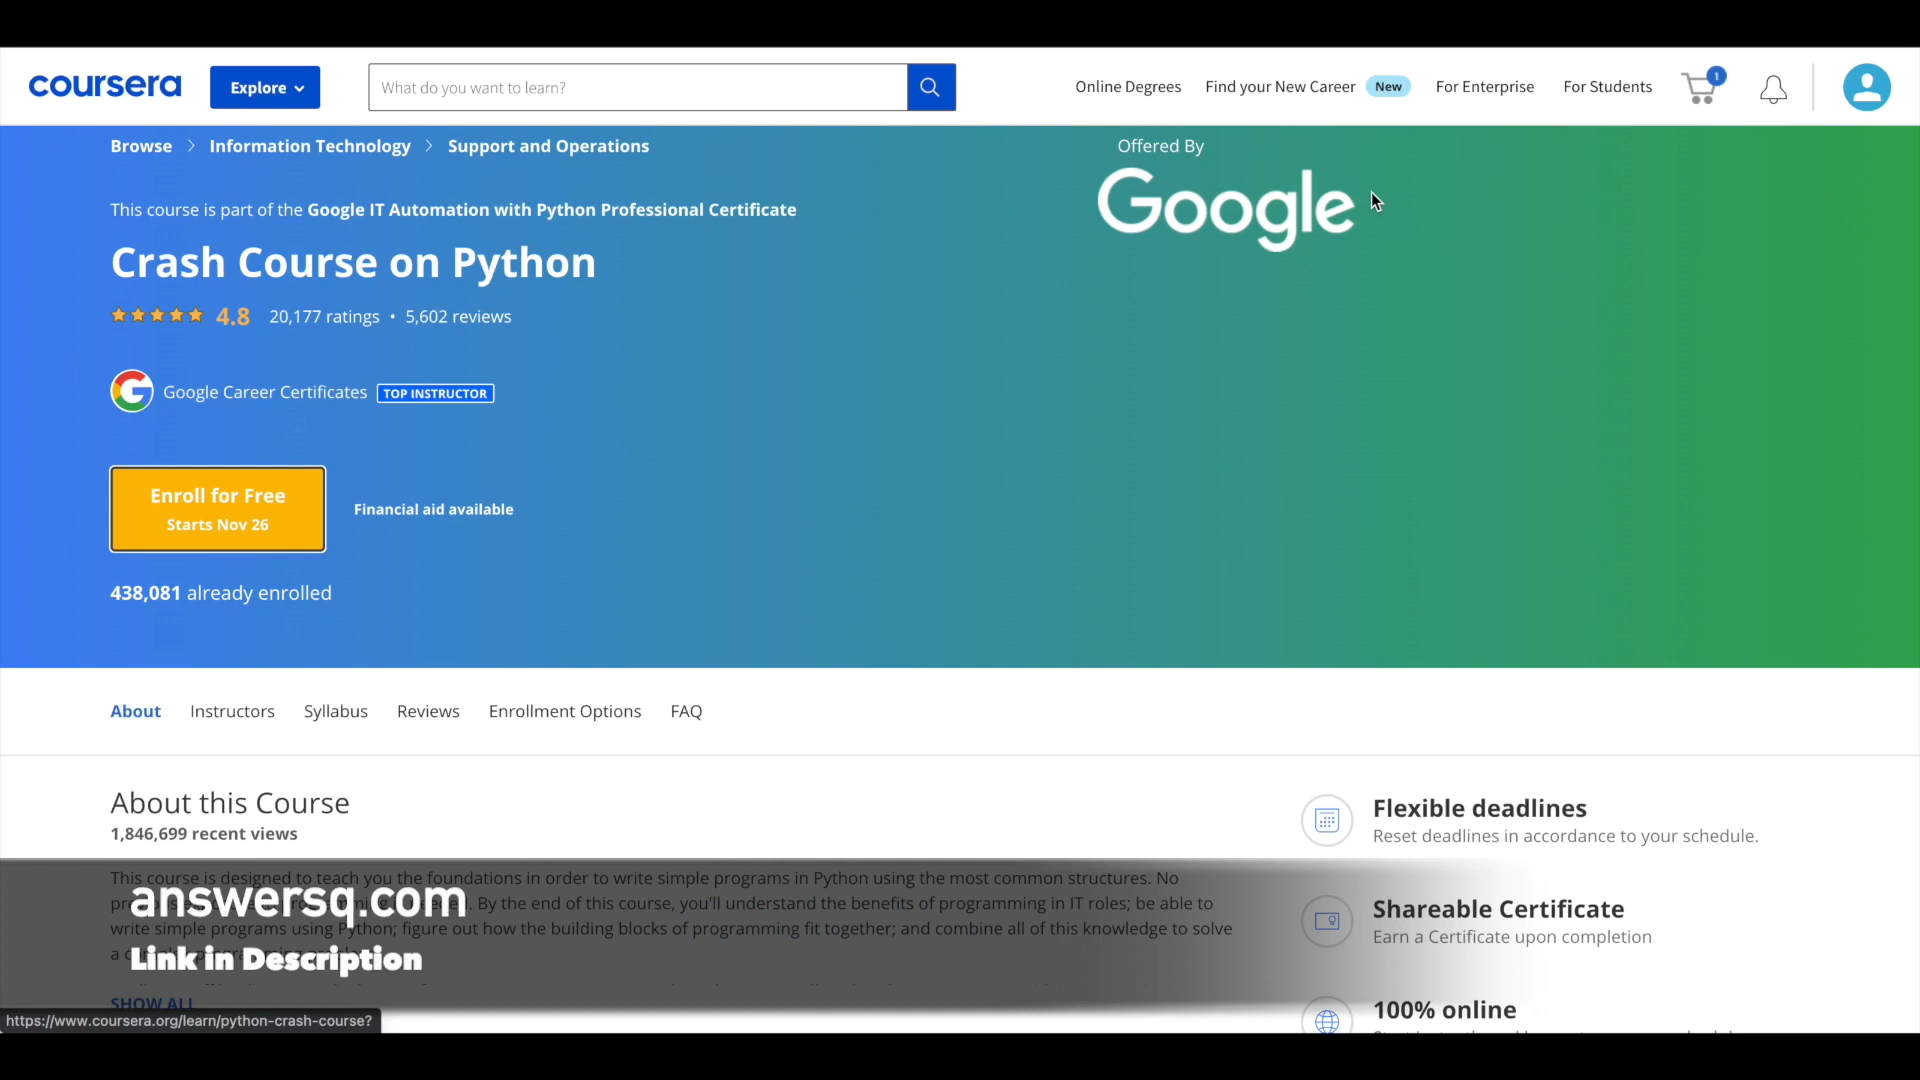 coursera
Explore
What do you want to learn?
Online Degrees
Find your New Career New
For Enterprise
For Students
1
Browse > Information Technology > Support and Operations
Offered By
Google
This course is part of the Google IT Automation with Python Professional Certificate
Crash Course on Python
4.8 20,177 ratings • 5,602 reviews
G
Google Career Certificates TOP INSTRUCTOR
Enroll for Free
Starts Nov 26
Financial aid available
438,081 already enrolled
About
Instructors
Syllabus
Reviews
Enrollment Options
FAQ
About this Course
1,846,699 recent views
Flexible deadlines
Reset deadlines in accordance to your schedule.
This course is designed to teach you the foundations in order to write simple programs in Python using the most common structures. No
answersq.com
. By the end of this course, you'll understand the benefits of programming in IT roles; be able to
write simple programs using Python; figure out how the building blocks of programming fit together; and combine all of this knowledge to solve
Link in Description
Shareable Certificate
Earn a Certificate upon completion
SHOW ALL
100% online
https://www.coursera.org/learn/python-crash-course?